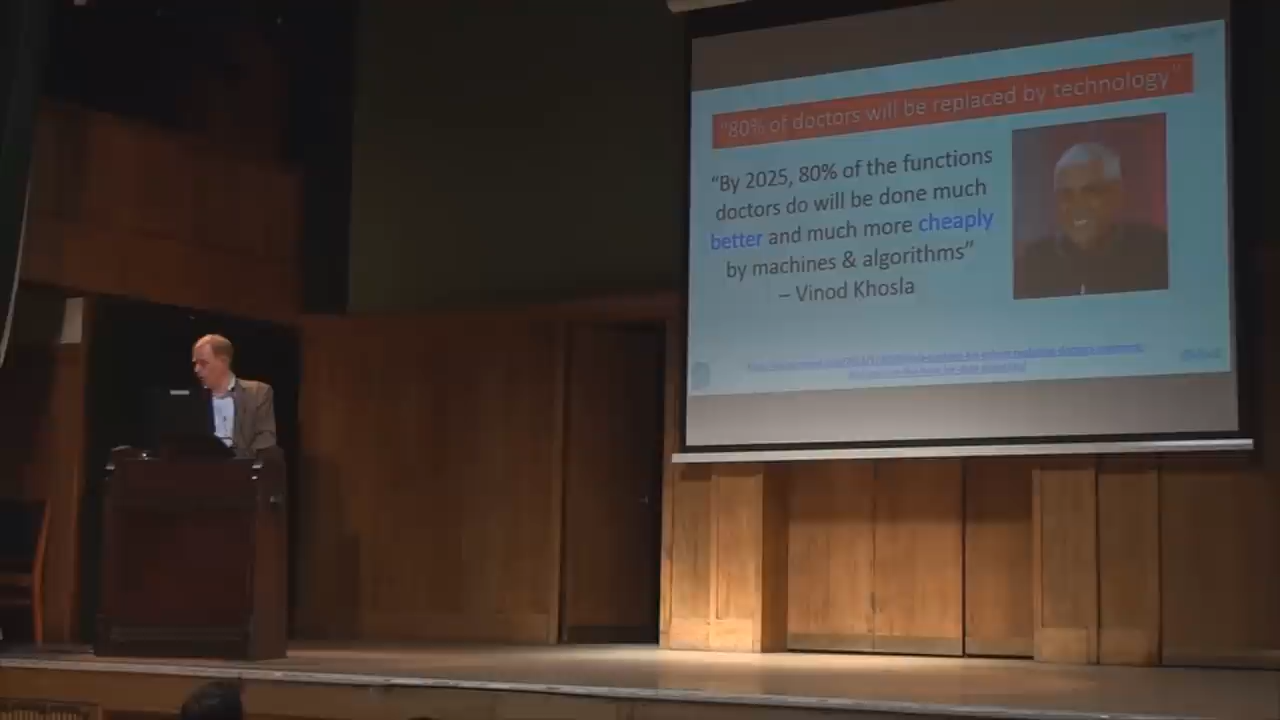 "80% of doctors will be replaced by technology"
“By 2025, 80% of the functions
doctors do will be done much
better and much more cheaply
by machines & algorithms”
– Vinod Khosla